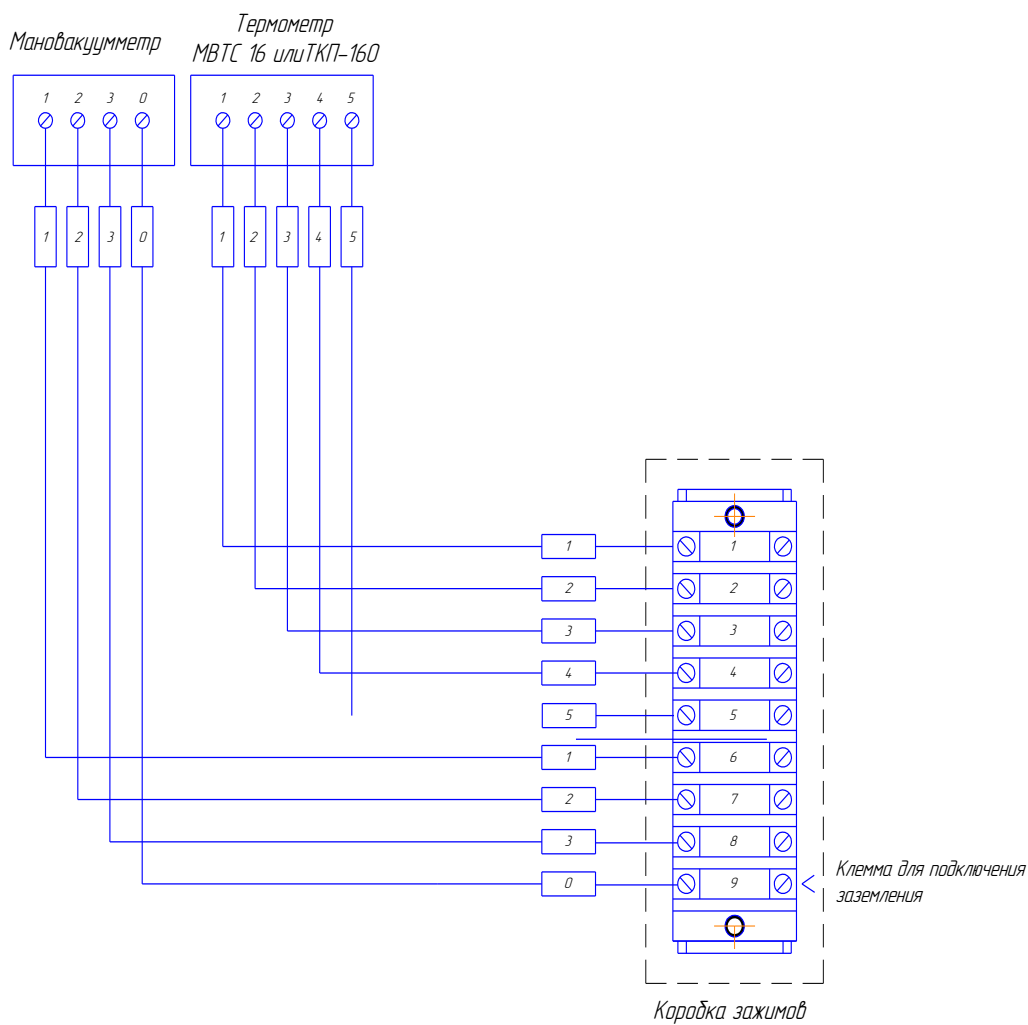 Мановакуумметр
Термометр
МВТС 16 илиТКП-160
1 2 3 0
1 2 3 4 5
1 2 3 0
1 2 3 4 5
1 1
2 2
3 3
4 4
5 5
1 6
2 7
3 8
0 9
Клемма для подключения
заземления
Коробка зажимов